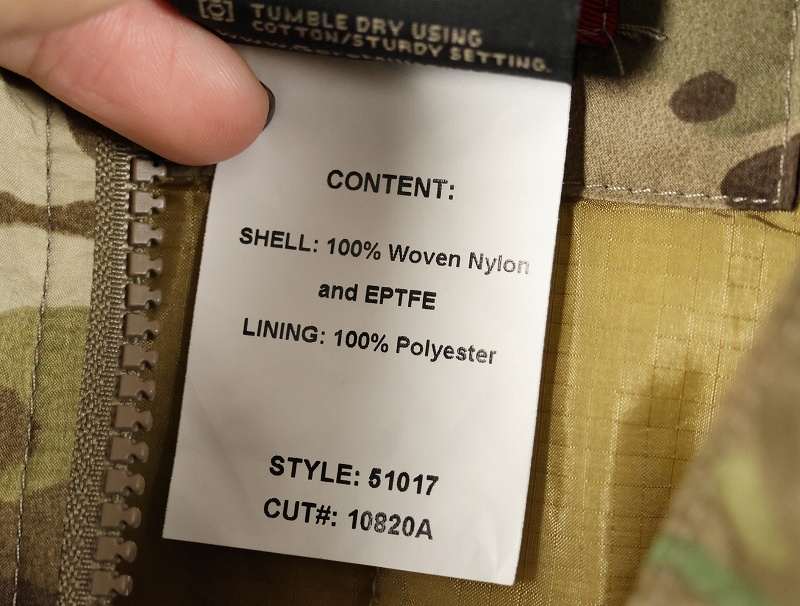 TUMBLE DRY USING
COTTON/STURDY SETTING.
CONTENT:
SHELL: 100% Woven Nylon
and EPTFE
LINING: 100% Polyester
STYLE: 51017
CUT#: 10820A